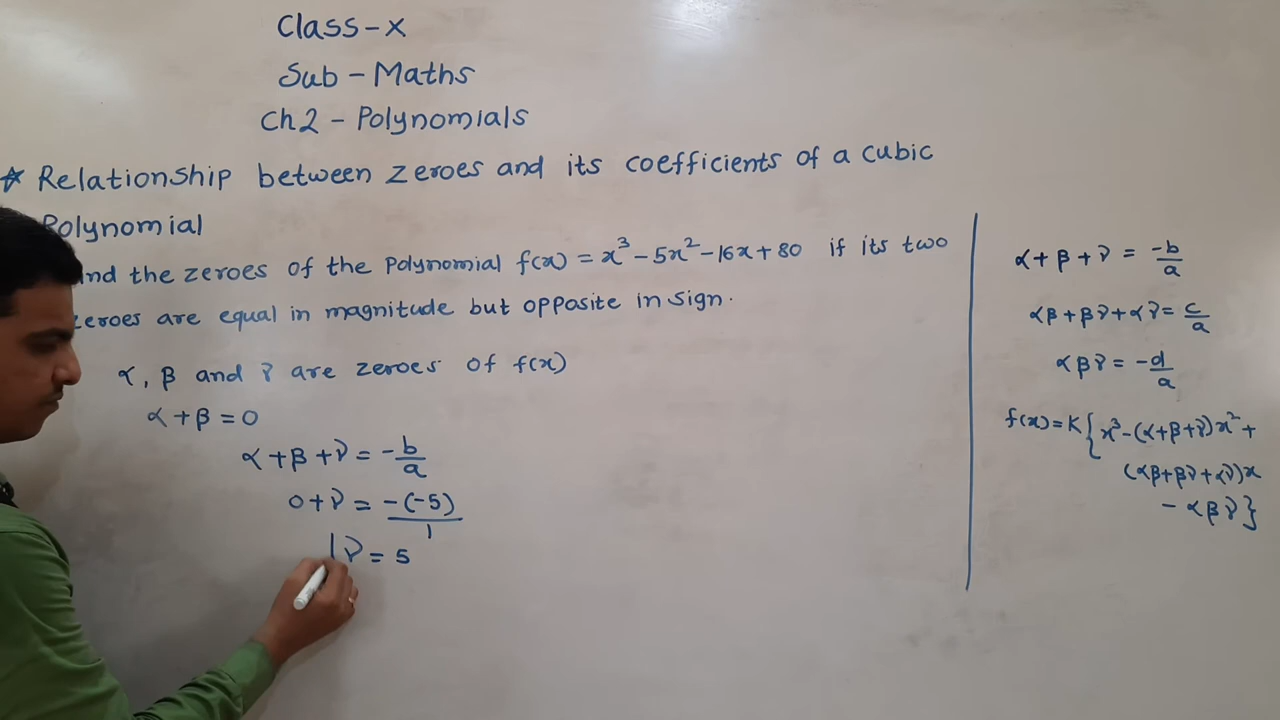 Class-X
Sub - Maths
Ch2 - Polynomials
☆ Relationship between zeroes and its coefficients of a cubic
Polynomial
ind the zeroes of the Polynomial f(x) = x³ - 5x² - 16x + 80 if its two
zeroes are equal in magnitude but opposite in sign.
α, β and γ are zeroes of f(x)
α + β = 0
α + β + γ = -b/a
0 + γ = -(-5)/1
γ = 5
α + β + γ = -b/a
αβ + βγ + αγ = c/a
αβγ = -d/a
f(x) = K{x³ - (α+β+γ)x² +
(αβ+βγ+αγ)x
- αβγ}